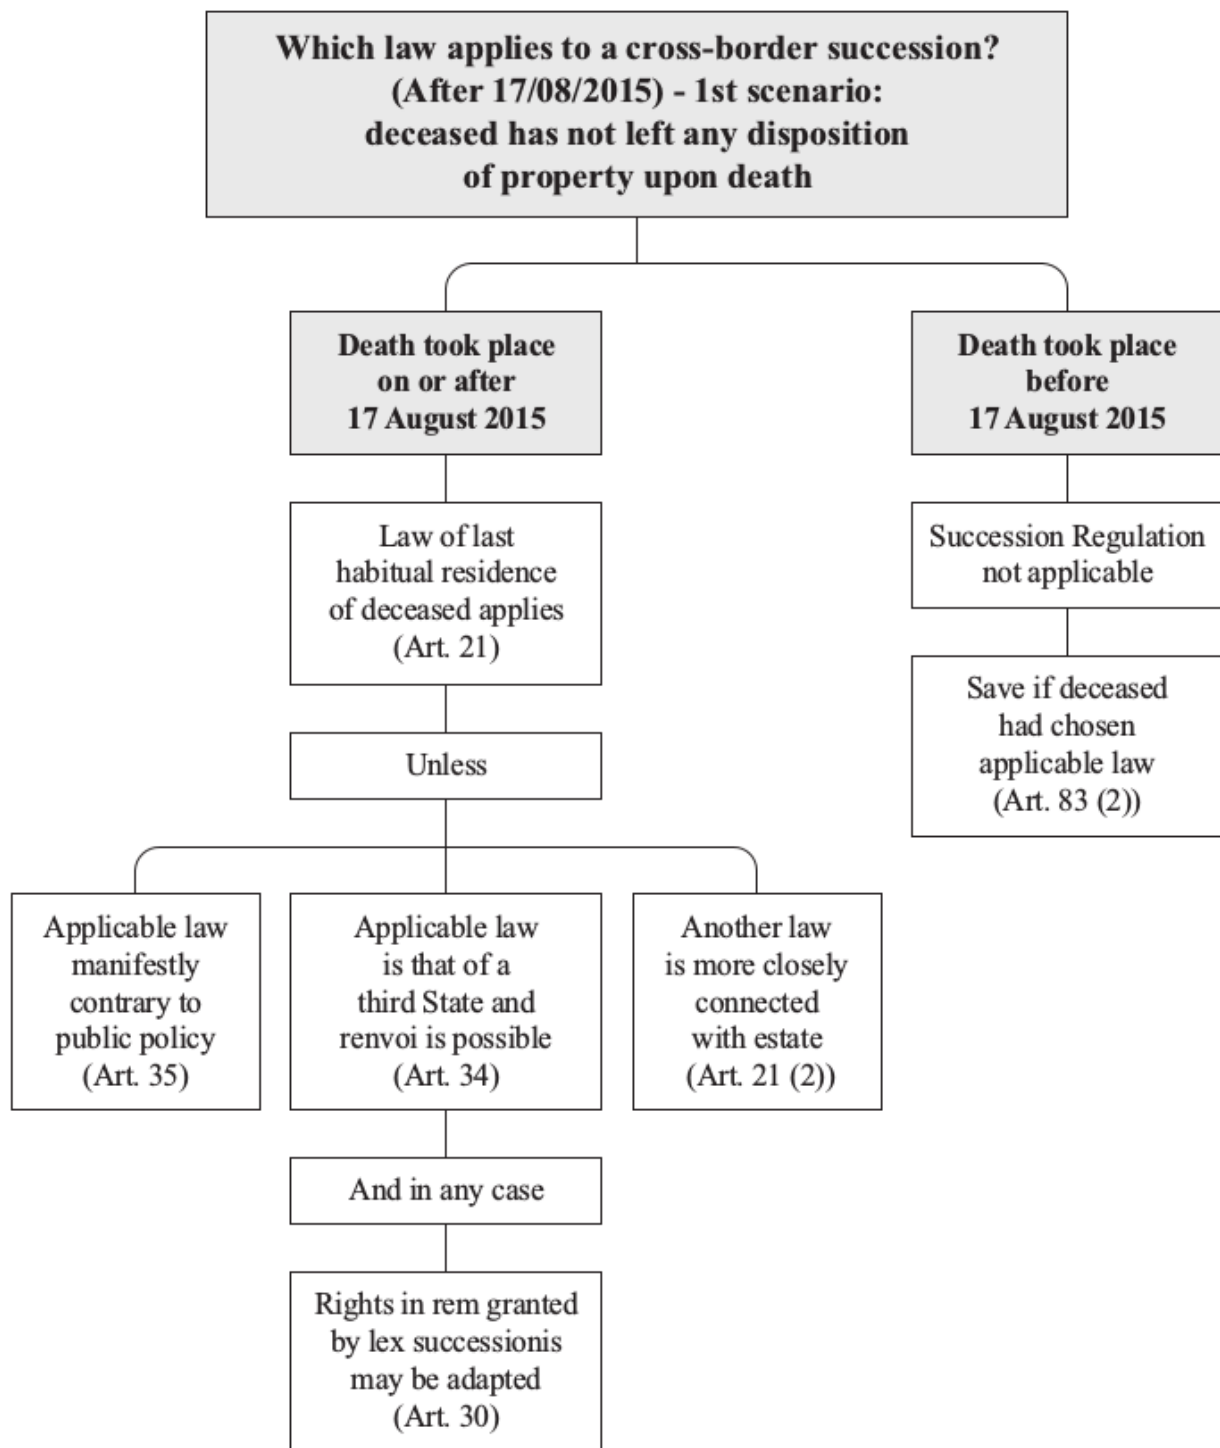 Which law applies to a cross-border succession?
(After 17/08/2015) - 1st scenario:
deceased has not left any disposition
of property upon death
Death took place
on or after
17 August 2015
Law of last
habitual residence
of deceased applies
(Art. 21)
Unless
Applicable law
manifestly
contrary to
public policy
(Art. 35)
Applicable law
is that of a
third State and
renvoi is possible
(Art. 34)
Another law
is more closely
connected
with estate
(Art. 21 (2))
And in any case
Rights in rem granted
by lex successionis
may be adapted
(Art. 30)
Death took place
before
17 August 2015
Succession Regulation
not applicable
Save if deceased
had chosen
applicable law
(Art. 83 (2))